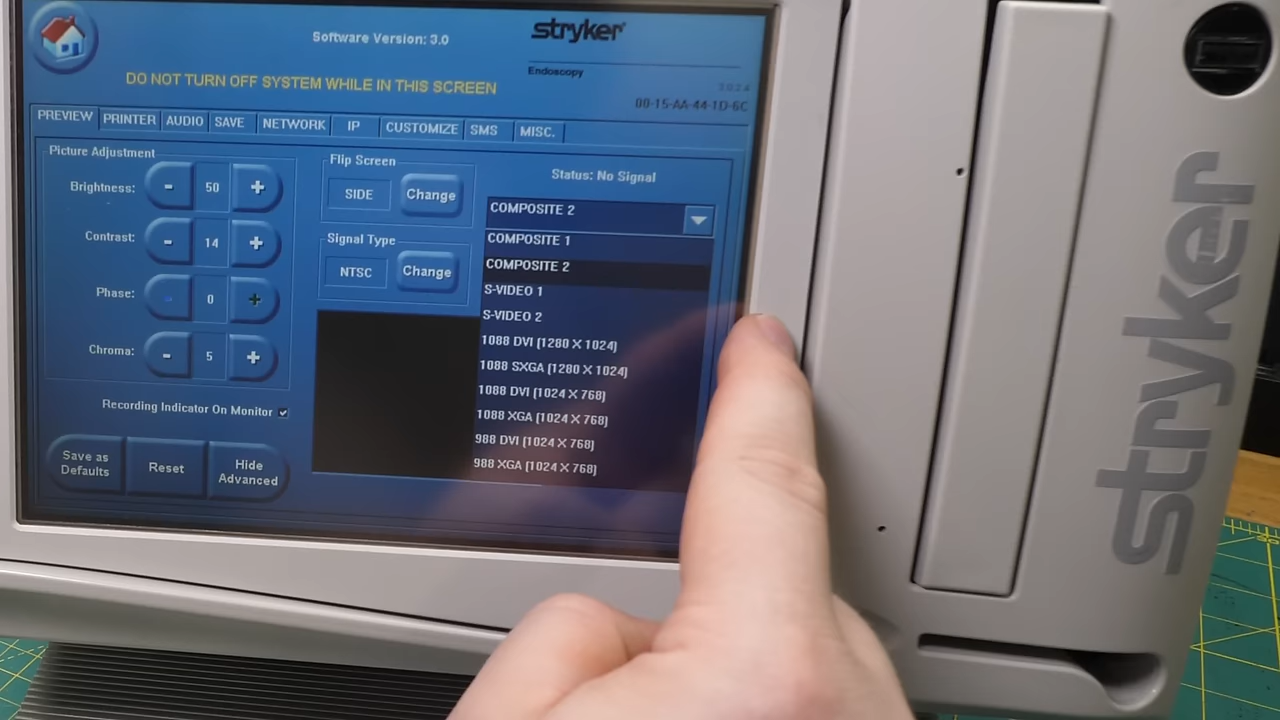 Software Version: 3.0
stryker
Endoscopy
DO NOT TURN OFF SYSTEM WHILE IN THIS SCREEN
3.0.2.4
00-15-AA-44-1D-6C
PREVIEW PRINTER AUDIO SAVE NETWORK IP CUSTOMIZE SMS MISC.
Picture Adjustment
Brightness: - 50 +
Contrast: - 14 +
Phase: - 0 +
Chroma: - 5 +
Recording Indicator On Monitor
Save as
Defaults
Reset
Hide
Advanced
Flip Screen
SIDE Change
Signal Type
NTSC Change
Status: No Signal
COMPOSITE 2
COMPOSITE 1
COMPOSITE 2
S-VIDEO 1
S-VIDEO 2
1088 DVI (1280 X 1024)
1088 SXGA (1280 X 1024)
1088 DVI (1024 X 768)
1088 XGA (1024 X 768)
988 DVI (1024 X 768)
988 XGA (1024 X 768)
stryker